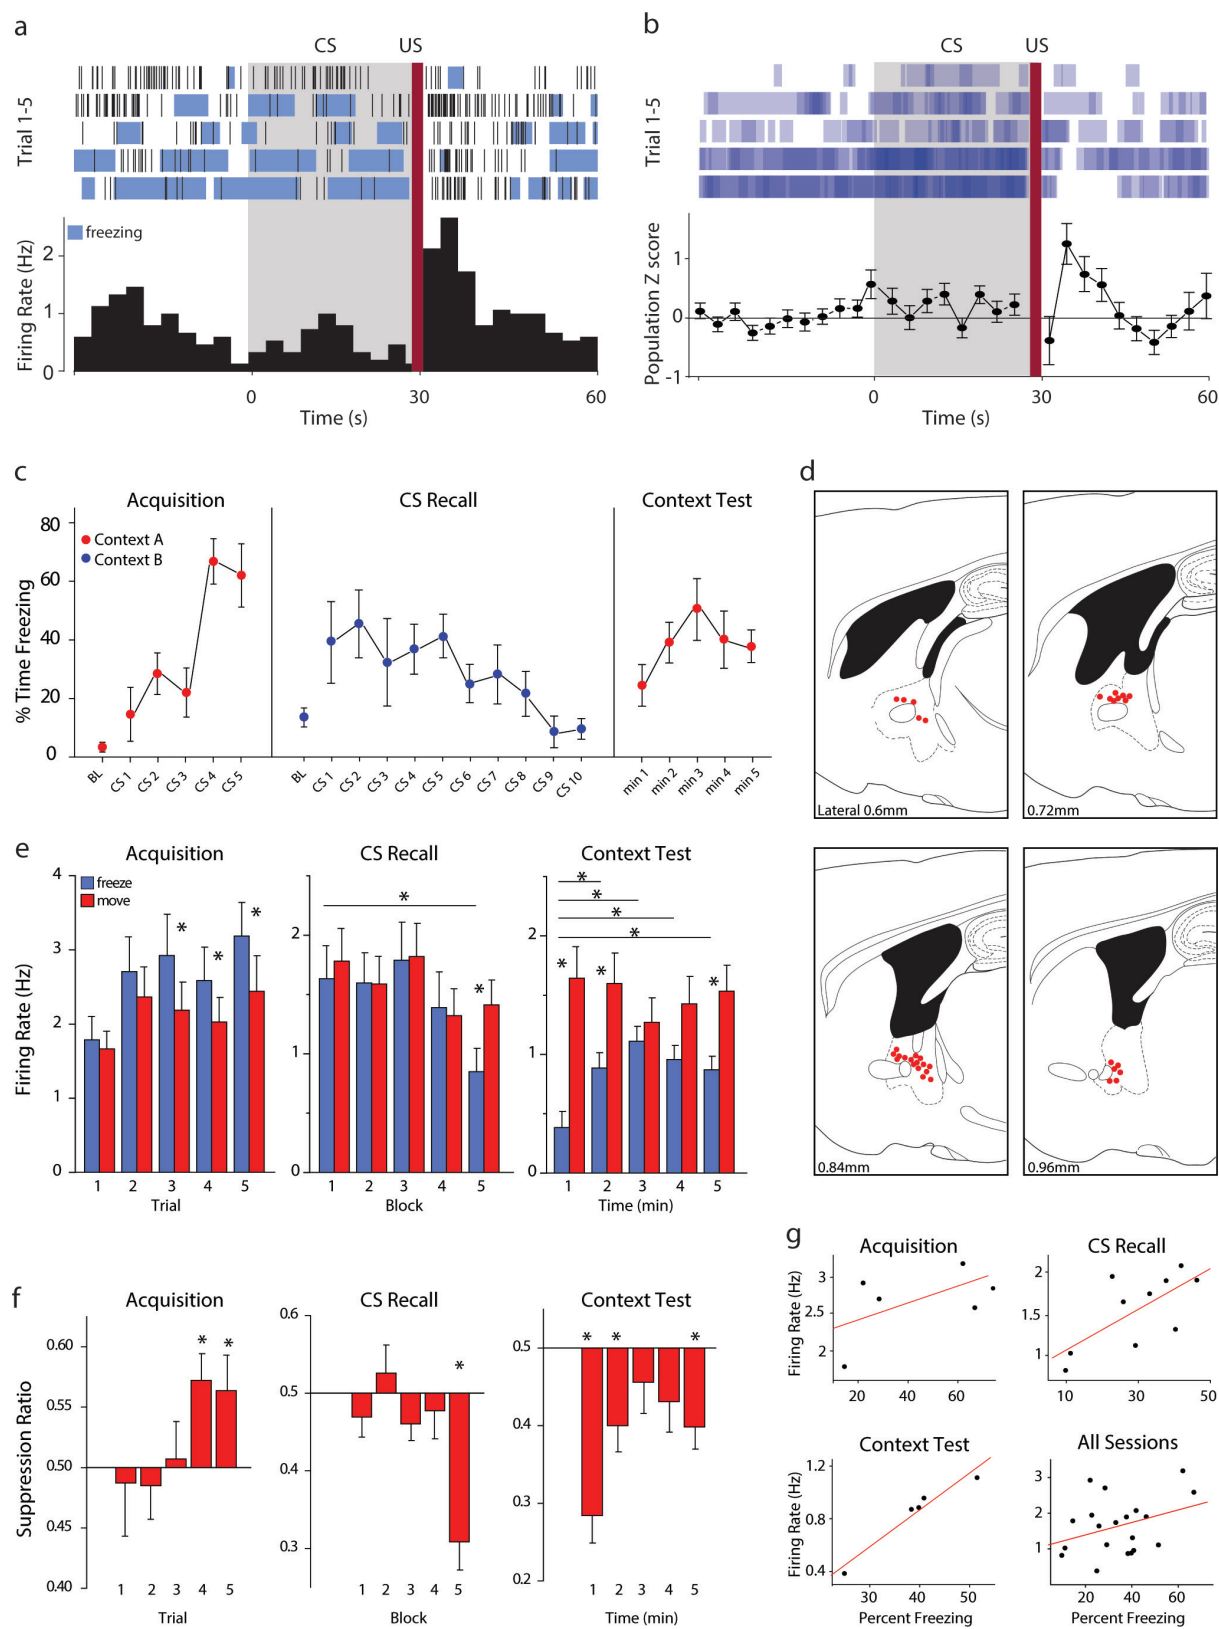 a
CS US
Trial 1-5
freezing
Firing Rate (Hz)
2
1
0
0 30 60
Time (s)
b
CS US
Trial 1-5
Population Z score
1
0
-1
0 30 60
Time (s)
c
Acquisition CS Recall Context Test
% Time Freezing
80
60
40
20
0
Context A
Context B
BL CS 1 CS 2 CS 3 CS 4 CS 5
BL CS 1 CS 2 CS 3 CS 4 CS 5 CS 6 CS 7 CS 8 CS 9 CS 10
min 1 min 2 min 3 min 4 min 5
d
Lateral 0.6mm
0.72mm
0.84mm
0.96mm
e
Acquisition CS Recall Context Test
Firing Rate (Hz)
freeze
move
4
3
2
1
0
* * *
1 2 3 4 5
Trial
2
1
0
* *
1 2 3 4 5
Block
2
1
0
* * * *
* * *
1 2 3 4 5
Time (min)
f
Acquisition CS Recall Context Test
Suppression Ratio
0.60
0.55
0.50
0.45
0.40
* *
1 2 3 4 5
Trial
0.6
0.5
0.4
0.3
*
1 2 3 4 5
Block
0.5
0.4
0.3
0.2
* * *
1 2 3 4 5
Time (min)
g
Acquisition
Firing Rate (Hz)
3
2.5
2
20 40 60
CS Recall
2
1.5
1
10 30 50
Context Test
Firing Rate (Hz)
1.2
0.8
0.4
30 40 50
Percent Freezing
All Sessions
3
2
1
20 40 60
Percent Freezing